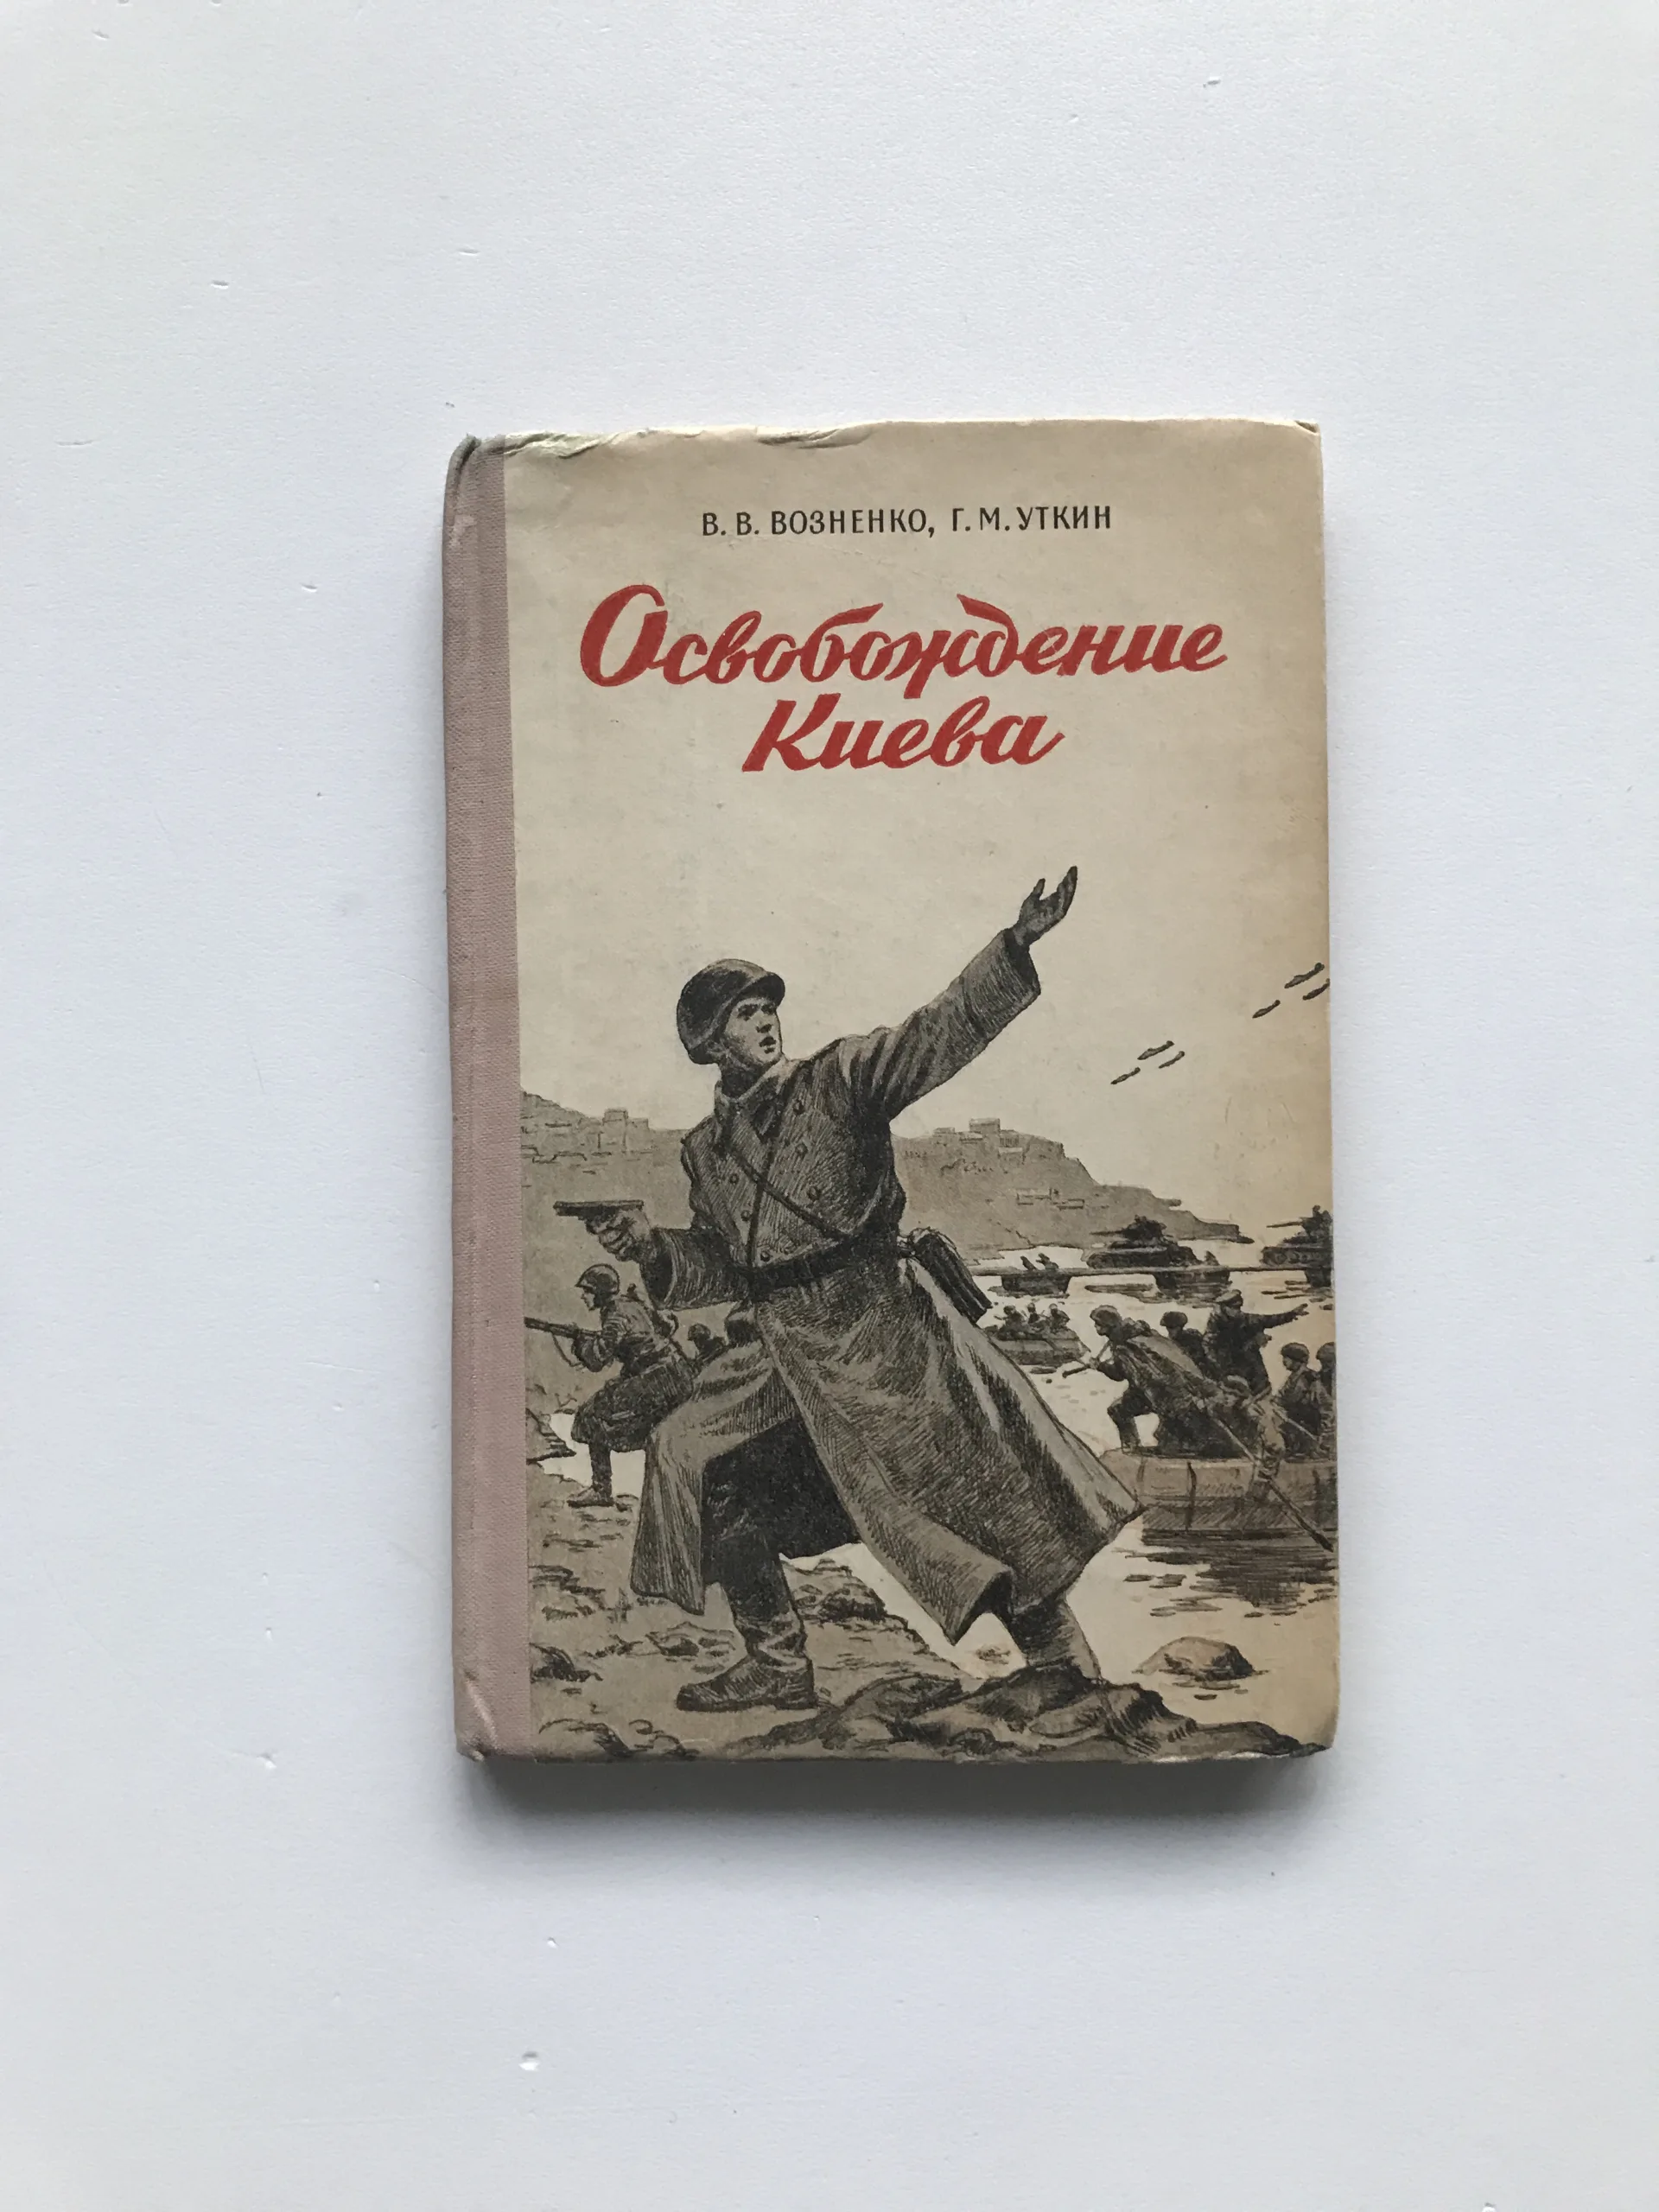 В. В. ВОЗНЕНКО, Г. М. УТКИН
Освобождение
Киева